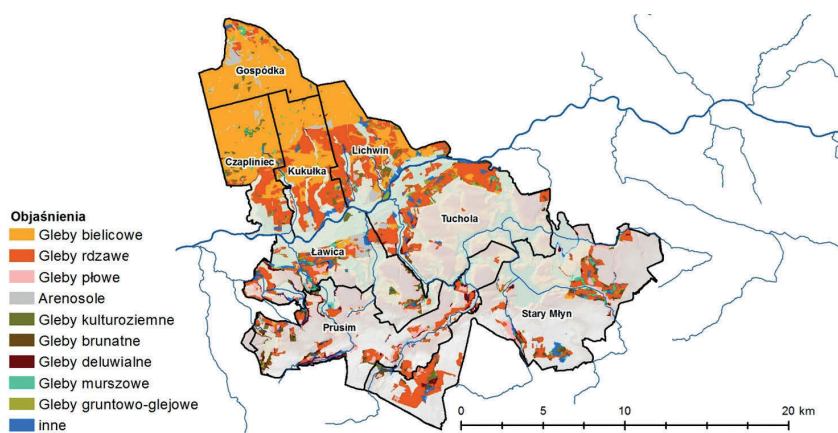 Gospódka
Czapliniec
Kukułka
Lichwin
Tuchola
Ławica
Prusim
Stary Młyn
Objaśnienia
Gleby bielicowe
Gleby rdzawe
Gleby płowe
Arenosole
Gleby kulturoziemne
Gleby brunatne
Gleby deluwialne
Gleby murszowe
Gleby gruntowo-glejowe
inne
0 5 10 20 km